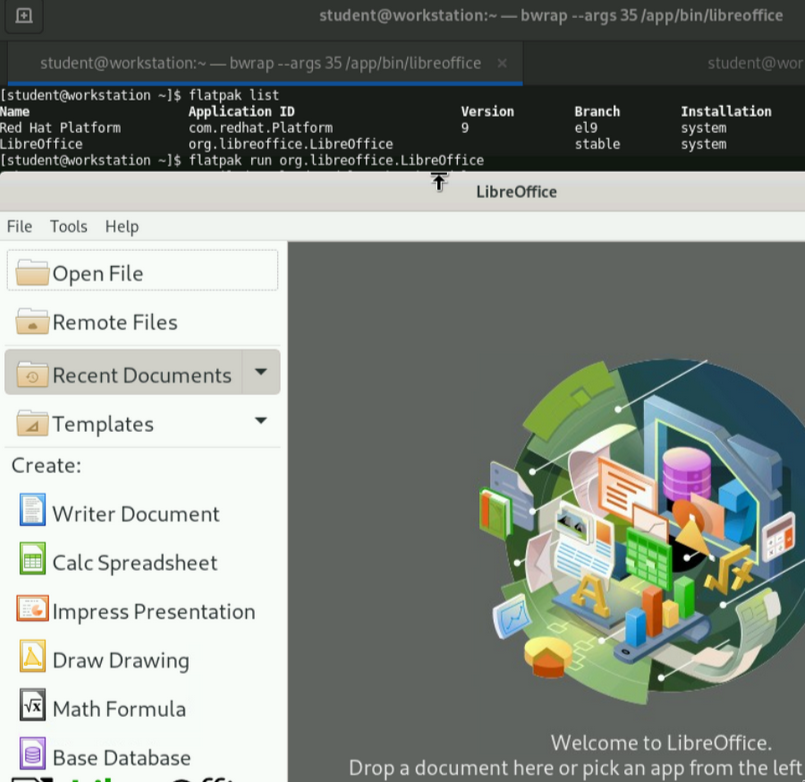 student@workstation:~ — bwrap --args 35 /app/bin/libreoffice
student@workstation:~ — bwrap --args 35 /app/bin/libreoffice × student@wor
[student@workstation ~]$ flatpak list
Name Application ID Version Branch Installation
Red Hat Platform com.redhat.Platform 9 el9 system
LibreOffice org.libreoffice.LibreOffice stable system
[student@workstation ~]$ flatpak run org.libreoffice.LibreOffice
LibreOffice
File Tools Help
Open File
Remote Files
Recent Documents
Templates
Create:
Writer Document
Calc Spreadsheet
Impress Presentation
Draw Drawing
Math Formula
Base Database
Welcome to LibreOffice.
Drop a document here or pick an app from the left